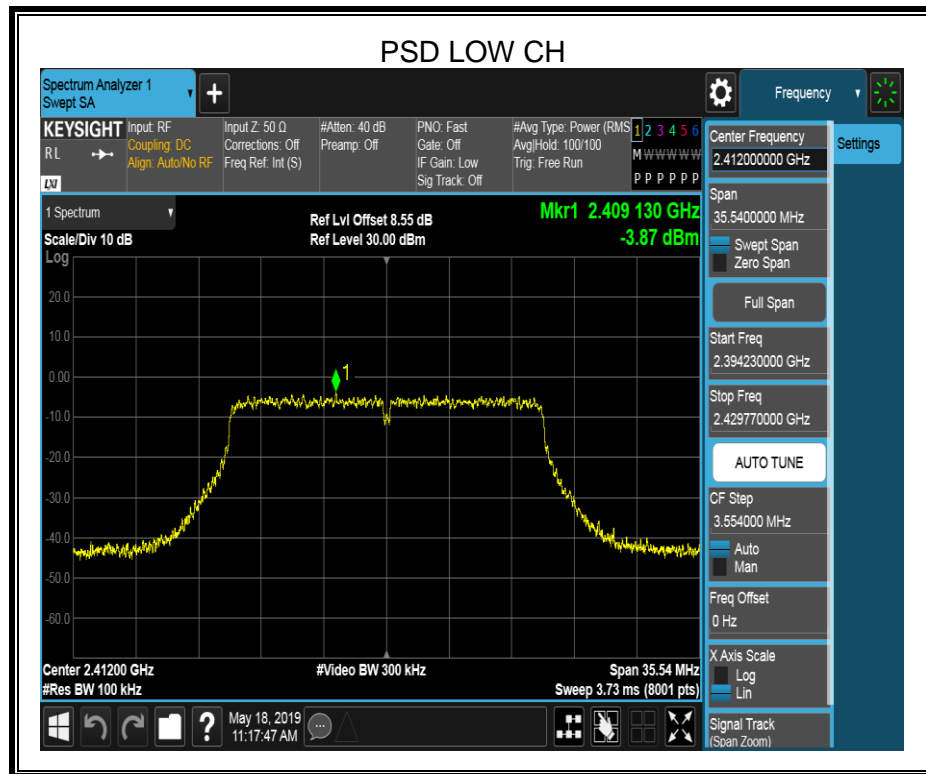 PSD LOW CH
Spectrum Analyzer 1
Swept SA
Frequency
KEYSIGHT
RL
LXI
Input: RF
Coupling: DC
Align: Auto/No RF
Input Z: 50 Ω
Corrections: Off
Freq Ref: Int (S)
#Atten: 40 dB
Preamp: Off
PNO: Fast
Gate: Off
IF Gain: Low
Sig Track: Off
#Avg Type: Power (RMS
Avg|Hold: 100/100
Trig: Free Run
1 2 3 4 5 6
M W W W W W
P P P P P P
Center Frequency
2.412000000 GHz
Settings
1 Spectrum
Scale/Div 10 dB
Ref Lvl Offset 8.55 dB
Ref Level 30.00 dBm
Mkr1 2.409 130 GHz
-3.87 dBm
Span
35.5400000 MHz
Swept Span
Zero Span
Full Span
Start Freq
2.394230000 GHz
Stop Freq
2.429770000 GHz
AUTO TUNE
CF Step
3.554000 MHz
Auto
Man
Freq Offset
0 Hz
X Axis Scale
Log
Lin
Signal Track
(Span Zoom)
Log
20.0
10.0
0.00
-10.0
-20.0
-30.0
-40.0
-50.0
-60.0
1
Center 2.41200 GHz
#Res BW 100 kHz
#Video BW 300 kHz
Span 35.54 MHz
Sweep 3.73 ms (8001 pts)
?
May 18, 2019
11:17:47 AM